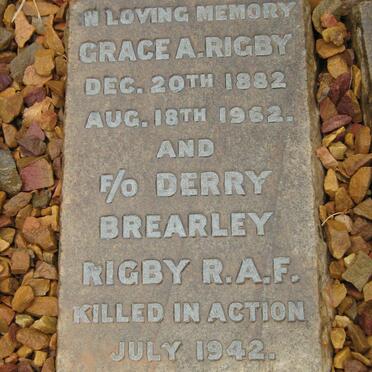 IN LOVING MEMORY
GRACE A. RIGBY
DEC. 20TH 1882
AUG. 18TH 1962.
AND
F/O DERRY
BREARLEY
RIGBY R.A.F.
KILLED IN ACTION
JULY 1942.